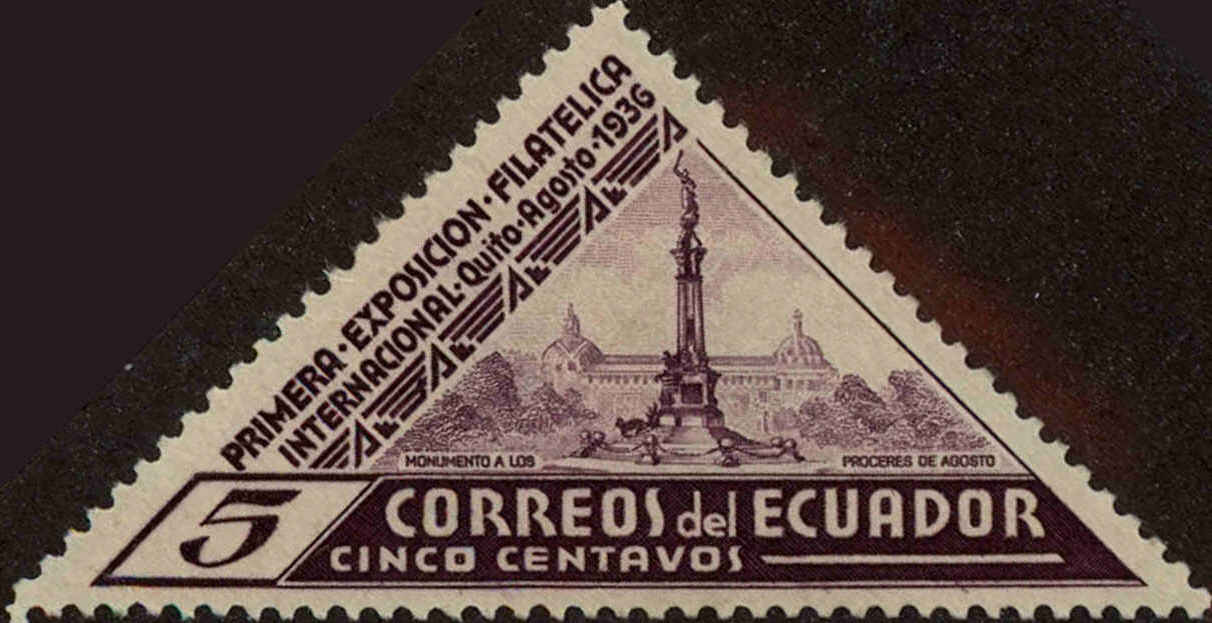 PRIMERA · EXPOSICION · FILATELICA
INTERNACIONAL · Quito · Agosto · 1936
MONUMENTO A LOS PROCERES DE AGOSTO
5 CORREOS del ECUADOR
CINCO CENTAVOS